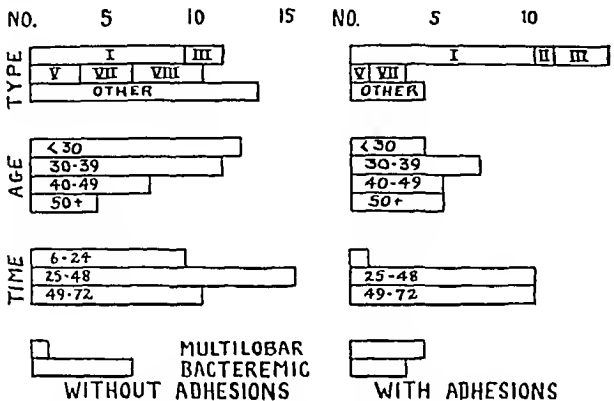 NO. 5 10 15 NO. 5 10
TYPE
I III I II III
V VII VIII V VII
OTHER OTHER
AGE
<30 <30
30-39 30-39
40-49 40-49
50+ 50+
TIME
6-24
25-48 25-48
49-72 49-72
MULTILOBAR
BACTEREMIC
WITHOUT ADHESIONS WITH ADHESIONS